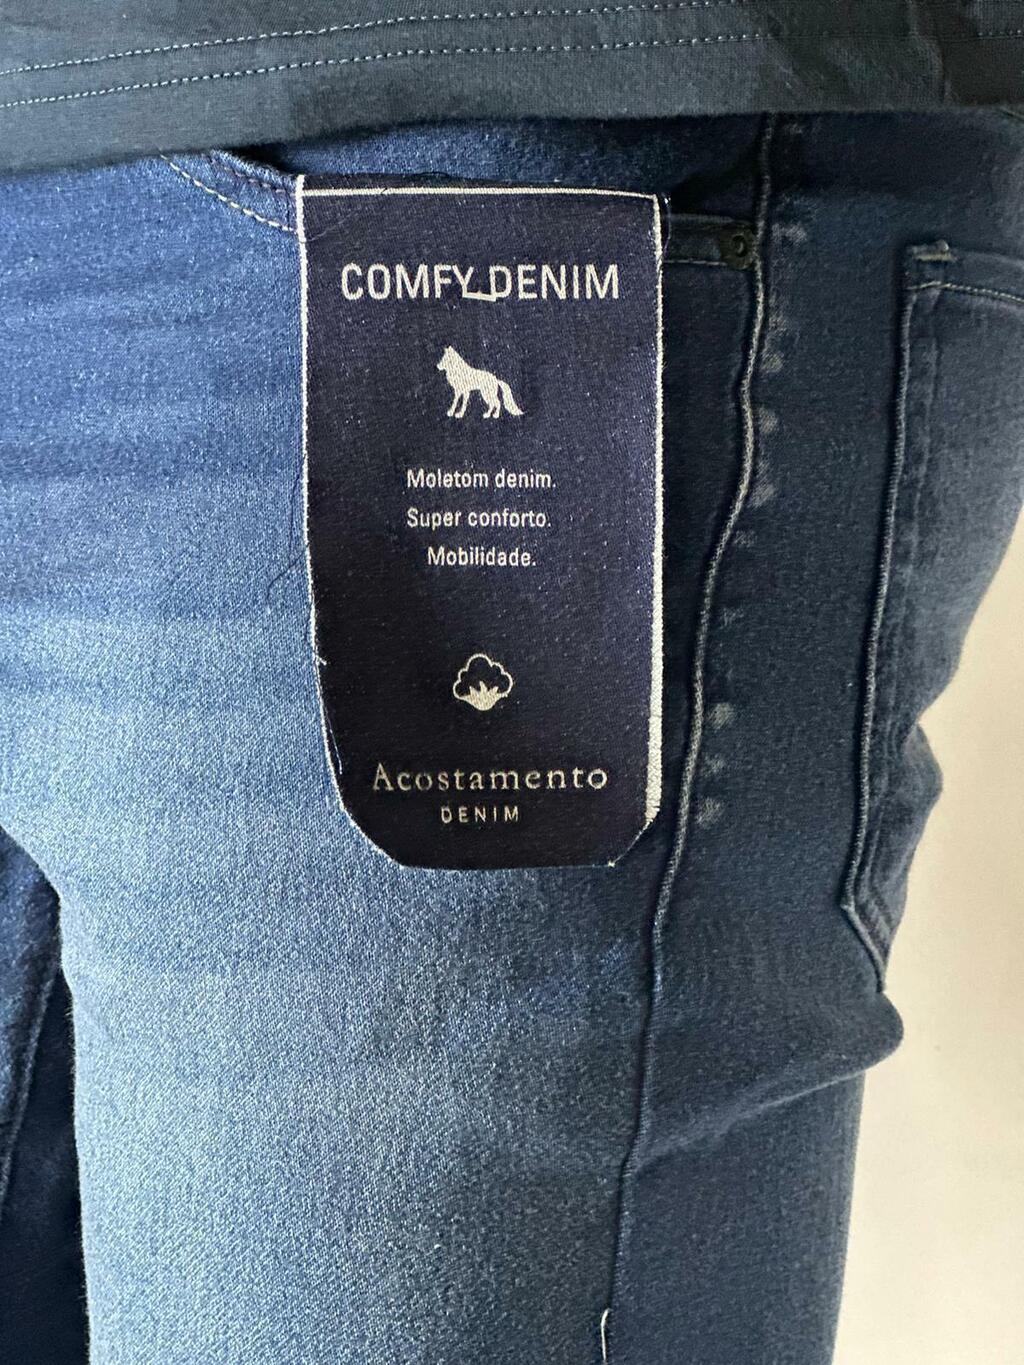 COMFY DENIM
Moletom denim.
Super conforto.
Mobilidade.
Acostamento
DENIM